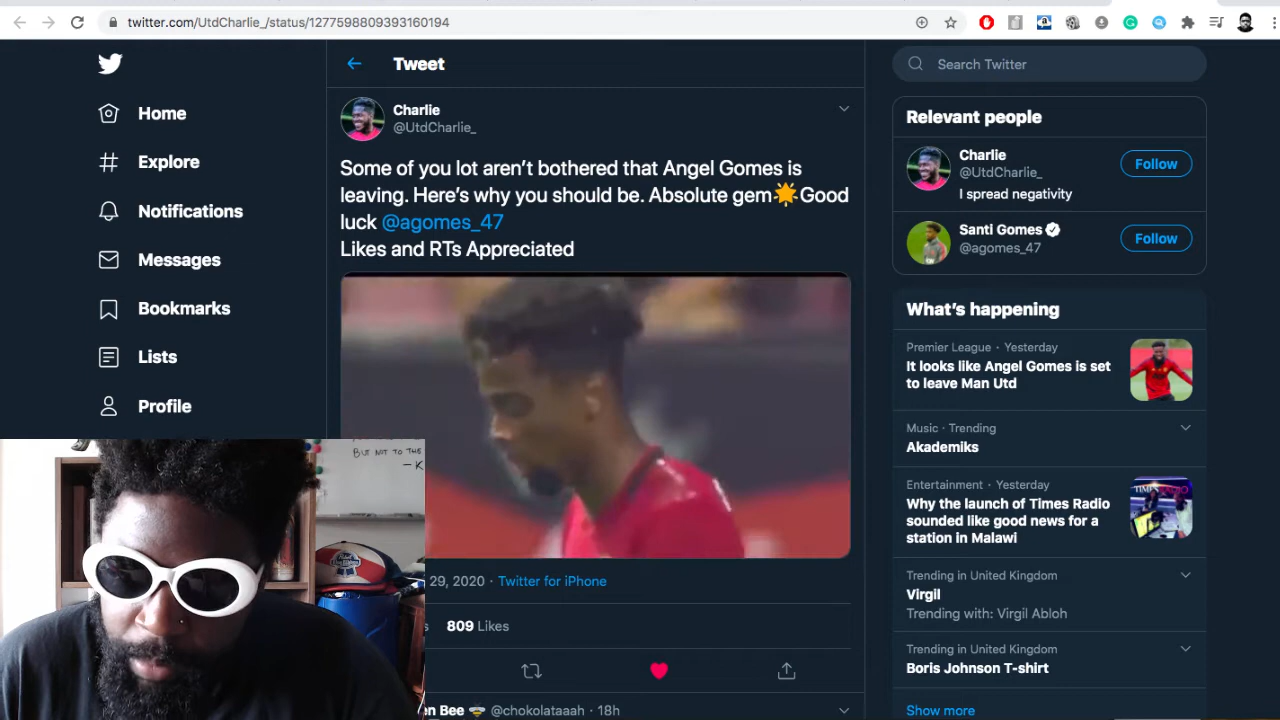 twitter.com/UtdCharlie_/status/1277598809393160194
Home
Explore
Notifications
Messages
Bookmarks
Lists
Profile
Tweet
Charlie
@UtdCharlie_
Some of you lot aren’t bothered that Angel Gomes is
leaving. Here’s why you should be. Absolute gem🌟Good
luck @agomes_47
Likes and RTs Appreciated
29, 2020 · Twitter for iPhone
809 Likes
en Bee 🐝 @chokolataaah · 18h
BUT NOT TO THE
Search Twitter
Relevant people
Charlie
@UtdCharlie_
Follow
I spread negativity
Santi Gomes
@agomes_47
Follow
What’s happening
Premier League · Yesterday
It looks like Angel Gomes is set
to leave Man Utd
Music · Trending
Akademiks
Entertainment · Yesterday
Why the launch of Times Radio
sounded like good news for a
station in Malawi
Trending in United Kingdom
Virgil
Trending with: Virgil Abloh
Trending in United Kingdom
Boris Johnson T-shirt
Show more